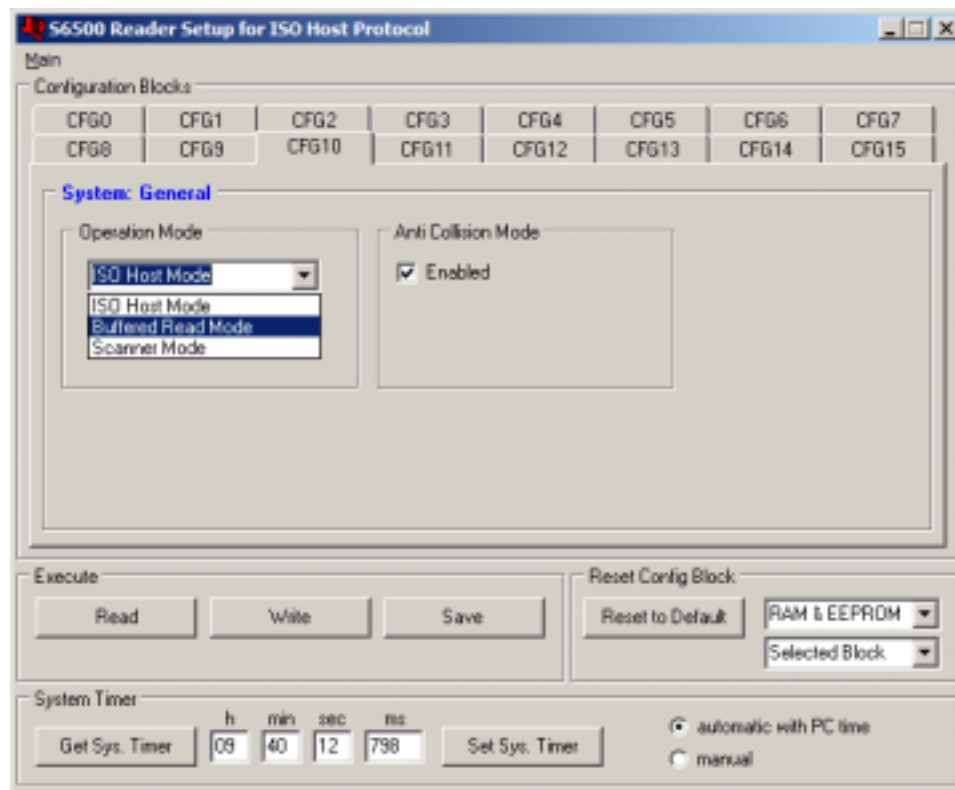 S6500 Reader Setup for ISO Host Protocol
Main
Configuration Blocks
CFG0 CFG1 CFG2 CFG3 CFG4 CFG5 CFG6 CFG7
CFG8 CFG9 CFG10 CFG11 CFG12 CFG13 CFG14 CFG15
System: General
Operation Mode
ISO Host Mode
ISO Host Mode
Buffered Read Mode
Scanner Mode
Anti Collision Mode
Enabled
Execute
Read Write Save
Reset Config Block
Reset to Default RAM & EEPROM
Selected Block
System Timer
h min sec ms
Get Sys. Timer 09 40 12 798 Set Sys. Timer
automatic with PC time
manual